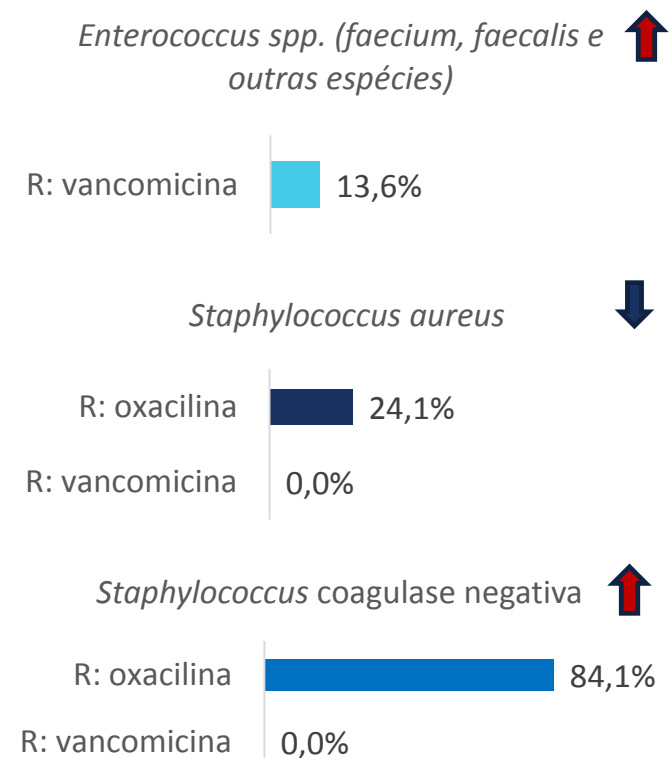 Enterococcus spp. (faecium, faecalis e
outras espécies)
R: vancomicina 13,6%
Staphylococcus aureus
R: oxacilina 24,1%
R: vancomicina 0,0%
Staphylococcus coagulase negativa
R: oxacilina 84,1%
R: vancomicina 0,0%